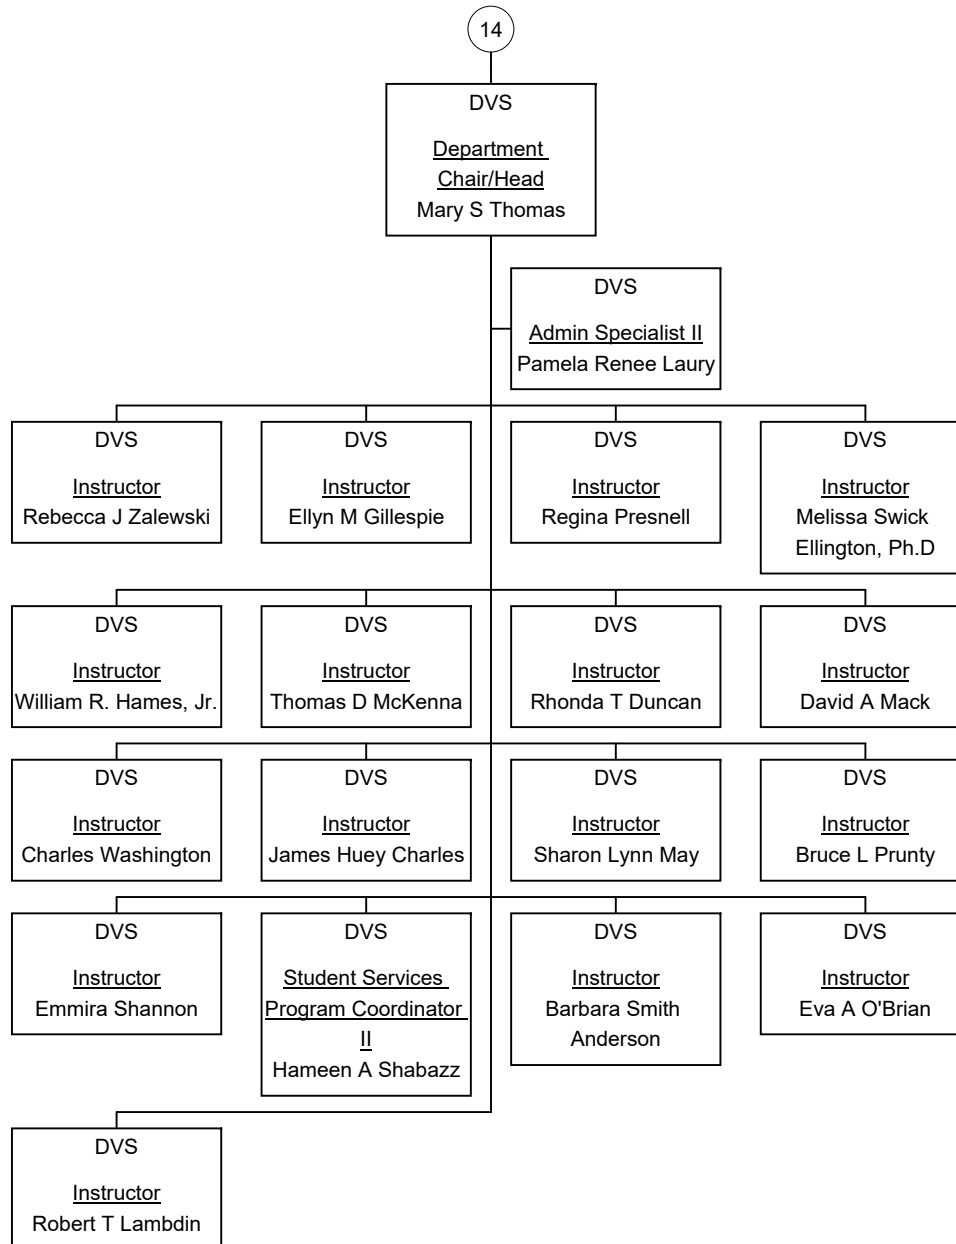 14
DVS
Department
Chair/Head
Mary S Thomas
DVS
Admin Specialist II
Pamela Renee Laury
DVS
Instructor
Rebecca J Zalewski
DVS
Instructor
Ellyn M Gillespie
DVS
Instructor
Regina Presnell
DVS
Instructor
Melissa Swick
Ellington, Ph.D
DVS
Instructor
William R. Hames, Jr.
DVS
Instructor
Thomas D McKenna
DVS
Instructor
Rhonda T Duncan
DVS
Instructor
David A Mack
DVS
Instructor
Charles Washington
DVS
Instructor
James Huey Charles
DVS
Instructor
Sharon Lynn May
DVS
Instructor
Bruce L Prunty
DVS
Instructor
Emmira Shannon
DVS
Student Services
Program Coordinator
II
Hameen A Shabazz
DVS
Instructor
Barbara Smith
Anderson
DVS
Instructor
Eva A O'Brian
DVS
Instructor
Robert T Lambdin